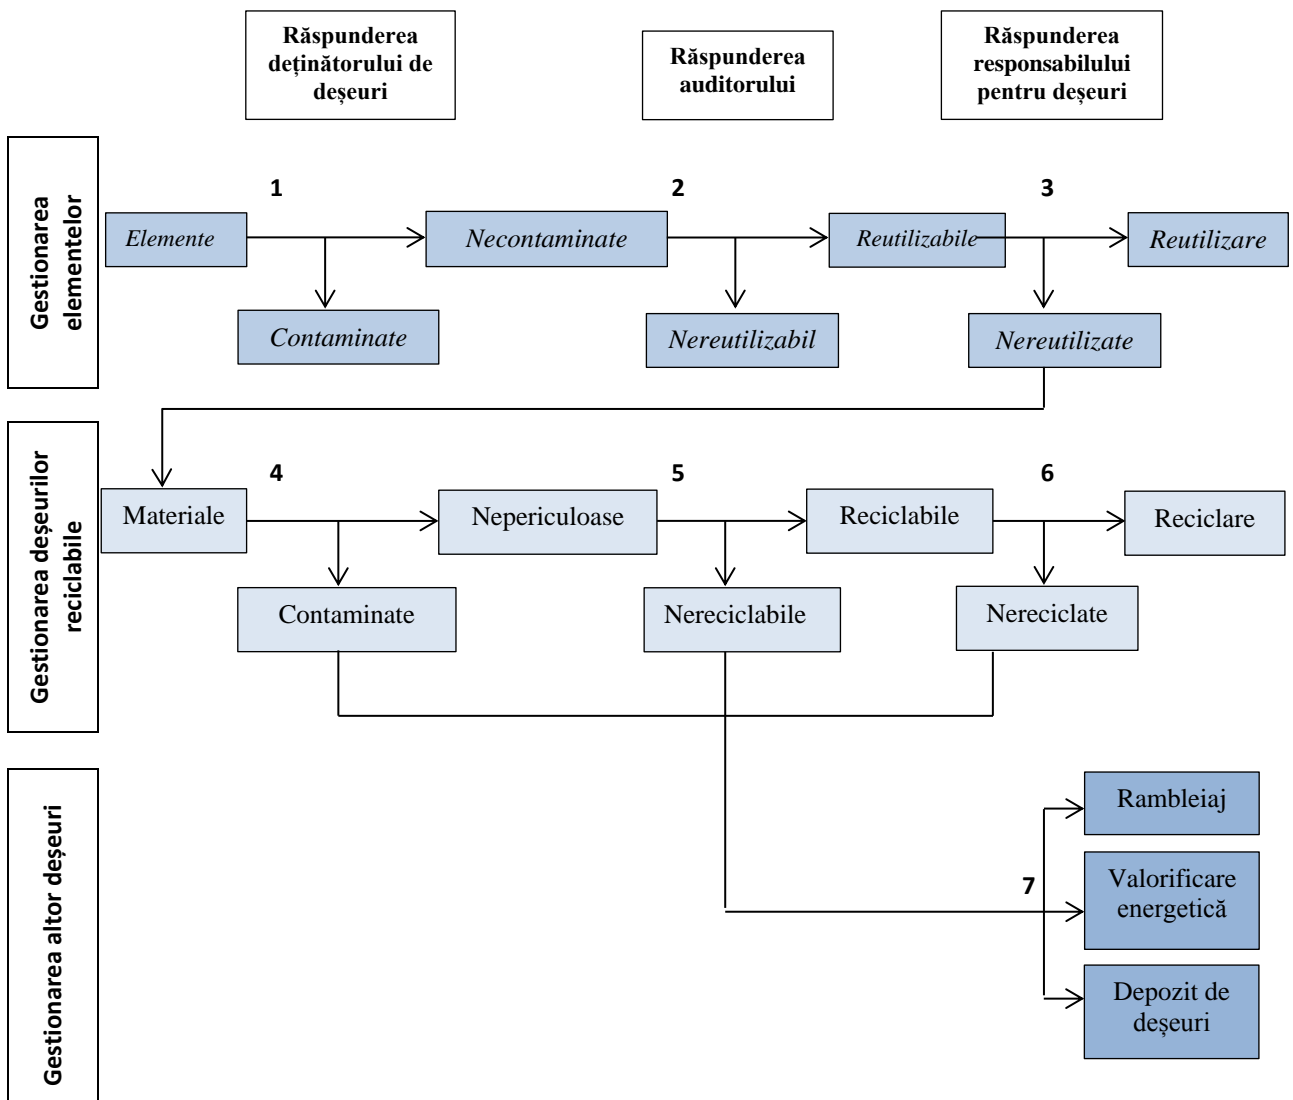 Răspunderea
deținătorului de
deșeuri
Răspunderea
auditorului
Răspunderea
responsabilului
pentru deșeuri
Gestionarea
elementelor
1
2
3
Elemente
Necontaminate
Reutilizabile
Reutilizare
Contaminate
Nereutilizabil
Nereutilizate
Gestionarea deșeurilor
reciclabile
4
5
6
Materiale
Nepericuloase
Reciclabile
Reciclare
Contaminate
Nereciclabile
Nereciclate
Gestionarea altor deșeuri
7
Rambleiaj
Valorificare
energetică
Depozit de
deșeuri